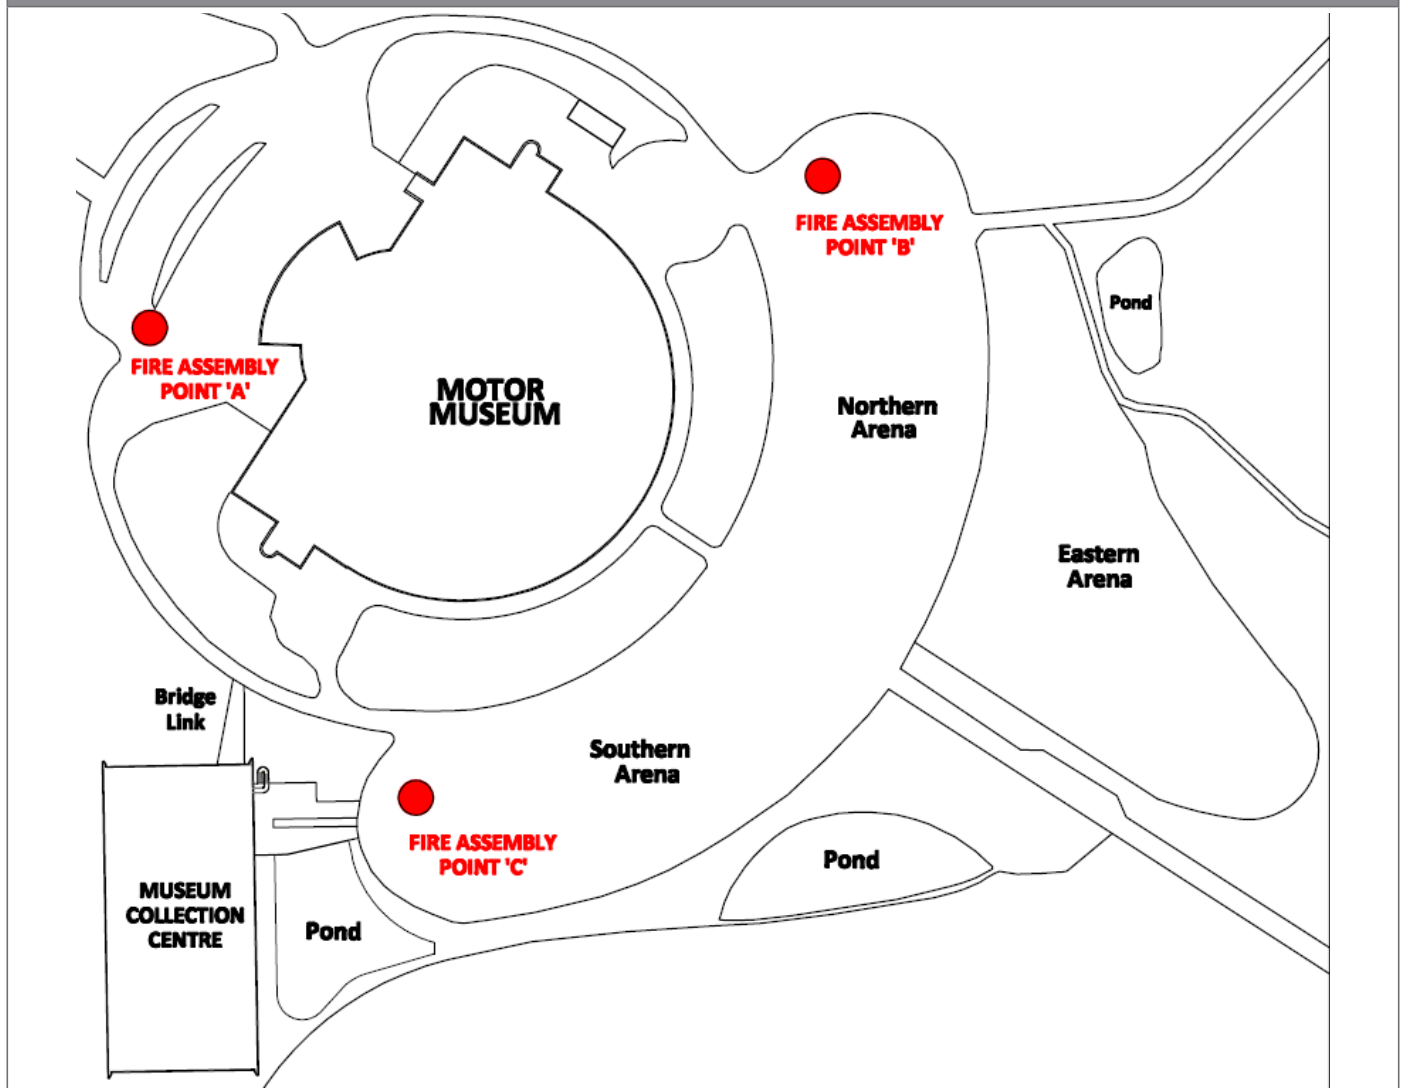 FIRE ASSEMBLY
POINT 'B'
Pond
FIRE ASSEMBLY
POINT 'A'
MOTOR
MUSEUM
Northern
Arena
Eastern
Arena
Bridge
Link
Southern
Arena
FIRE ASSEMBLY
POINT 'C'
Pond
MUSEUM
COLLECTION
CENTRE
Pond